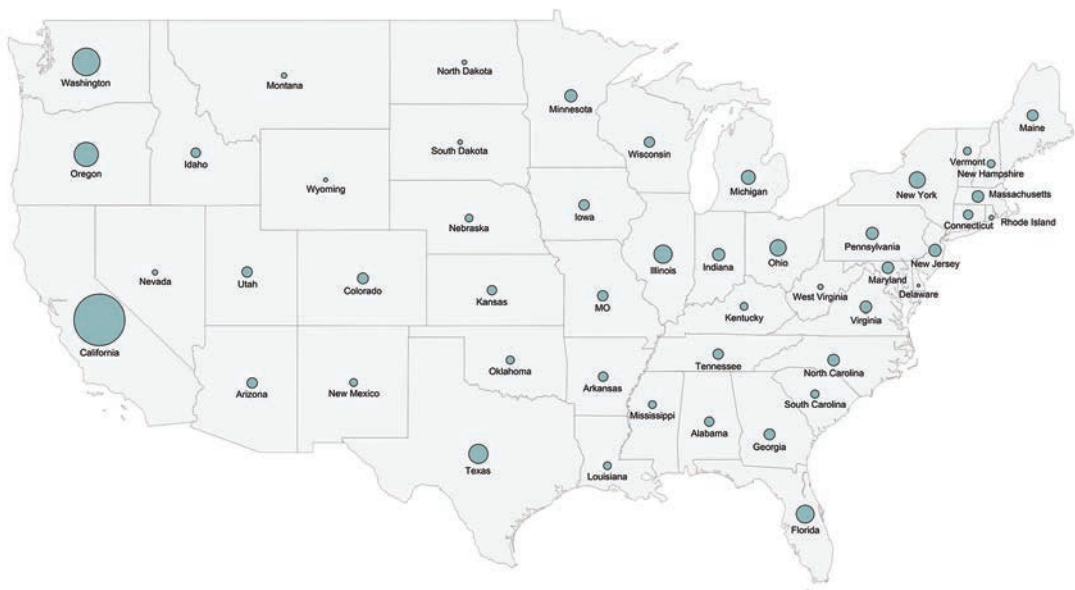 Washington
Montana
North Dakota
Minnesota
Maine
Oregon
Idaho
South Dakota
Wisconsin
Vermont
New Hampshire
Wyoming
Michigan
New York
Massachusetts
Nebraska
Iowa
Connecticut
Rhode Island
Pennsylvania
Nevada
Utah
Colorado
Illinois
Indiana
Ohio
New Jersey
Maryland
Kansas
MO
West Virginia
Delaware
Kentucky
Virginia
California
Oklahoma
Tennessee
North Carolina
Arizona
New Mexico
Arkansas
South Carolina
Mississippi
Alabama
Georgia
Texas
Louisiana
Florida